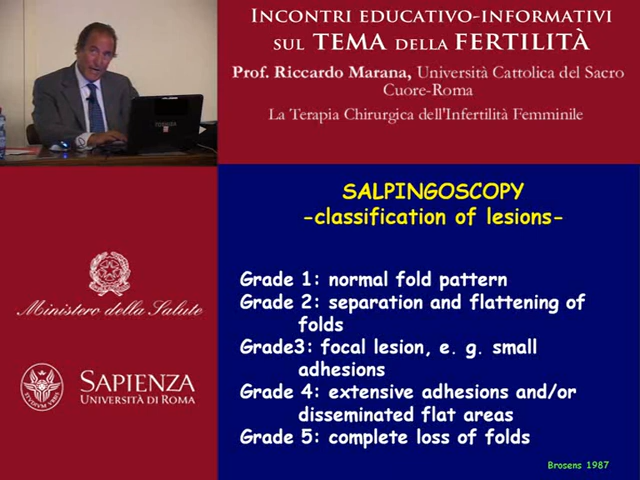 INCONTRI EDUCATIVO-INFORMATIVI
SUL TEMA DELLA FERTILITÀ
Prof. Riccardo Marana, Università Cattolica del Sacro
Cuore-Roma
La Terapia Chirurgica dell'Infertilità Femminile
SALPINGOSCOPY
-classification of lesions-
Grade 1: normal fold pattern
Grade 2: separation and flattening of
folds
Grade3: focal lesion, e. g. small
adhesions
Grade 4: extensive adhesions and/or
disseminated flat areas
Grade 5: complete loss of folds
Brosens 1987
Ministero della Salute
SAPIENZA
UNIVERSITÀ DI ROMA